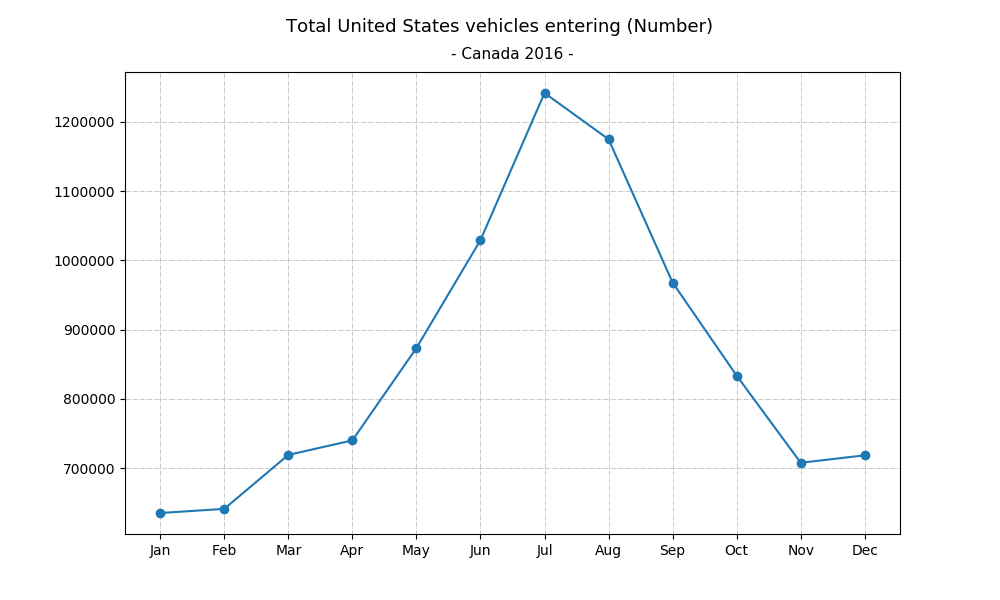 Total United States vehicles entering (Number)
- Canada 2016 -
1200000
1100000
1000000
900000
800000
700000
Jan Feb Mar Apr May Jun Jul Aug Sep Oct Nov Dec